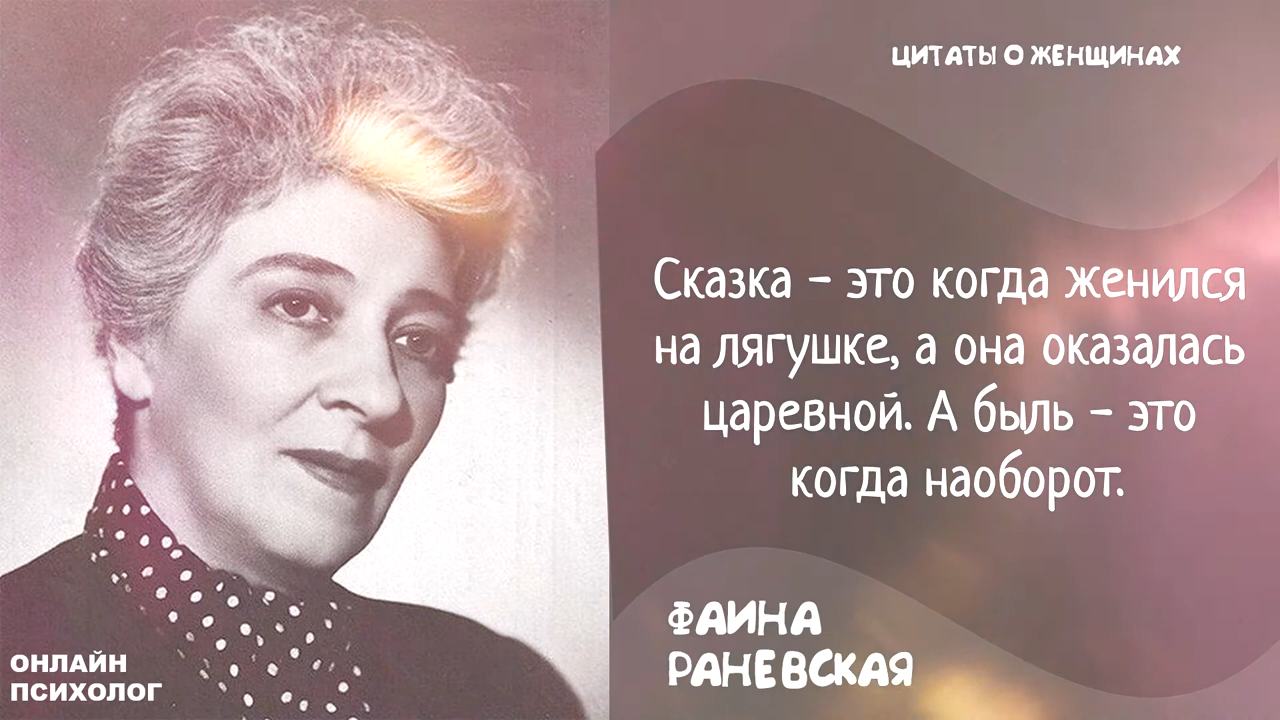 ЦИТАТЫ О ЖЕНЩИНАХ
Сказка – это когда женился
на лягушке, а она оказалась
царевной. А быль – это
когда наоборот.
ФАИНА
РАНЕВСКАЯ
ОНЛАЙН
ПСИХОЛОГ